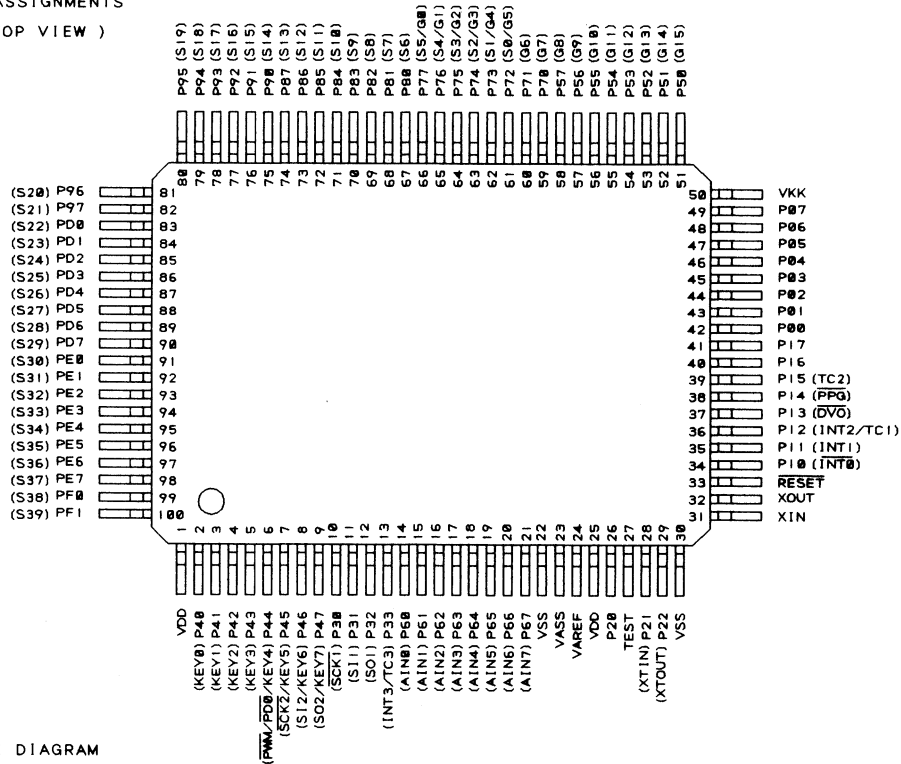 ASSIGNMENTS
OP VIEW )
P95 (S19)
P94 (S18)
P93 (S17)
P92 (S16)
P91 (S15)
P90 (S14)
P87 (S13)
P86 (S12)
P85 (S11)
P84 (S10)
P83 (S9)
P82 (S8)
P81 (S7)
P80 (S6)
P77 (S5/G0)
P76 (S4/G1)
P75 (S3/G2)
P74 (S2/G3)
P73 (S1/G4)
P72 (S0/G5)
P71 (G6)
P70 (G7)
P57 (G8)
P56 (G9)
P55 (G10)
P54 (G11)
P53 (G12)
P52 (G13)
P51 (G14)
P50 (G15)
80 79 78 77 76 75 74 73 72 71 70 69 68 67 66 65 64 63 62 61 60 59 58 57 56 55 54 53 52 51
(S20) P96 81
(S21) P97 82
(S22) PD0 83
(S23) PD1 84
(S24) PD2 85
(S25) PD3 86
(S26) PD4 87
(S27) PD5 88
(S28) PD6 89
(S29) PD7 90
(S30) PE0 91
(S31) PE1 92
(S32) PE2 93
(S33) PE3 94
(S34) PE4 95
(S35) PE5 96
(S36) PE6 97
(S37) PE7 98
(S38) PF0 99
(S39) PF1 100
50 VKK
49 P07
48 P06
47 P05
46 P04
45 P03
44 P02
43 P01
42 P00
41 P17
40 P16
39 P15 (TC2)
38 P14 (PPG)
37 P13 (DVO)
36 P12 (INT2/TC1)
35 P11 (INT1)
34 P10 (INT0)
33 RESET
32 XOUT
31 XIN
1 2 3 4 5 6 7 8 9 10 11 12 13 14 15 16 17 18 19 20 21 22 23 24 25 26 27 28 29 30
VDD
(KEY0) P40
(KEY1) P41
(KEY2) P42
(KEY3) P43
(PWM/PD0/KEY4) P44
(SCK2/KEY5) P45
(SI2/KEY6) P46
(SO2/KEY7) P47
(SCK1) P30
(SI1) P31
(SO1) P32
(INT3/TC3) P33
(AIN0) P60
(AIN1) P61
(AIN2) P62
(AIN3) P63
(AIN4) P64
(AIN5) P65
(AIN6) P66
(AIN7) P67
VSS
VASS
VAREF
VDD
P20
TEST
(XTIN) P21
(XTOUT) P22
VSS
DIAGRAM